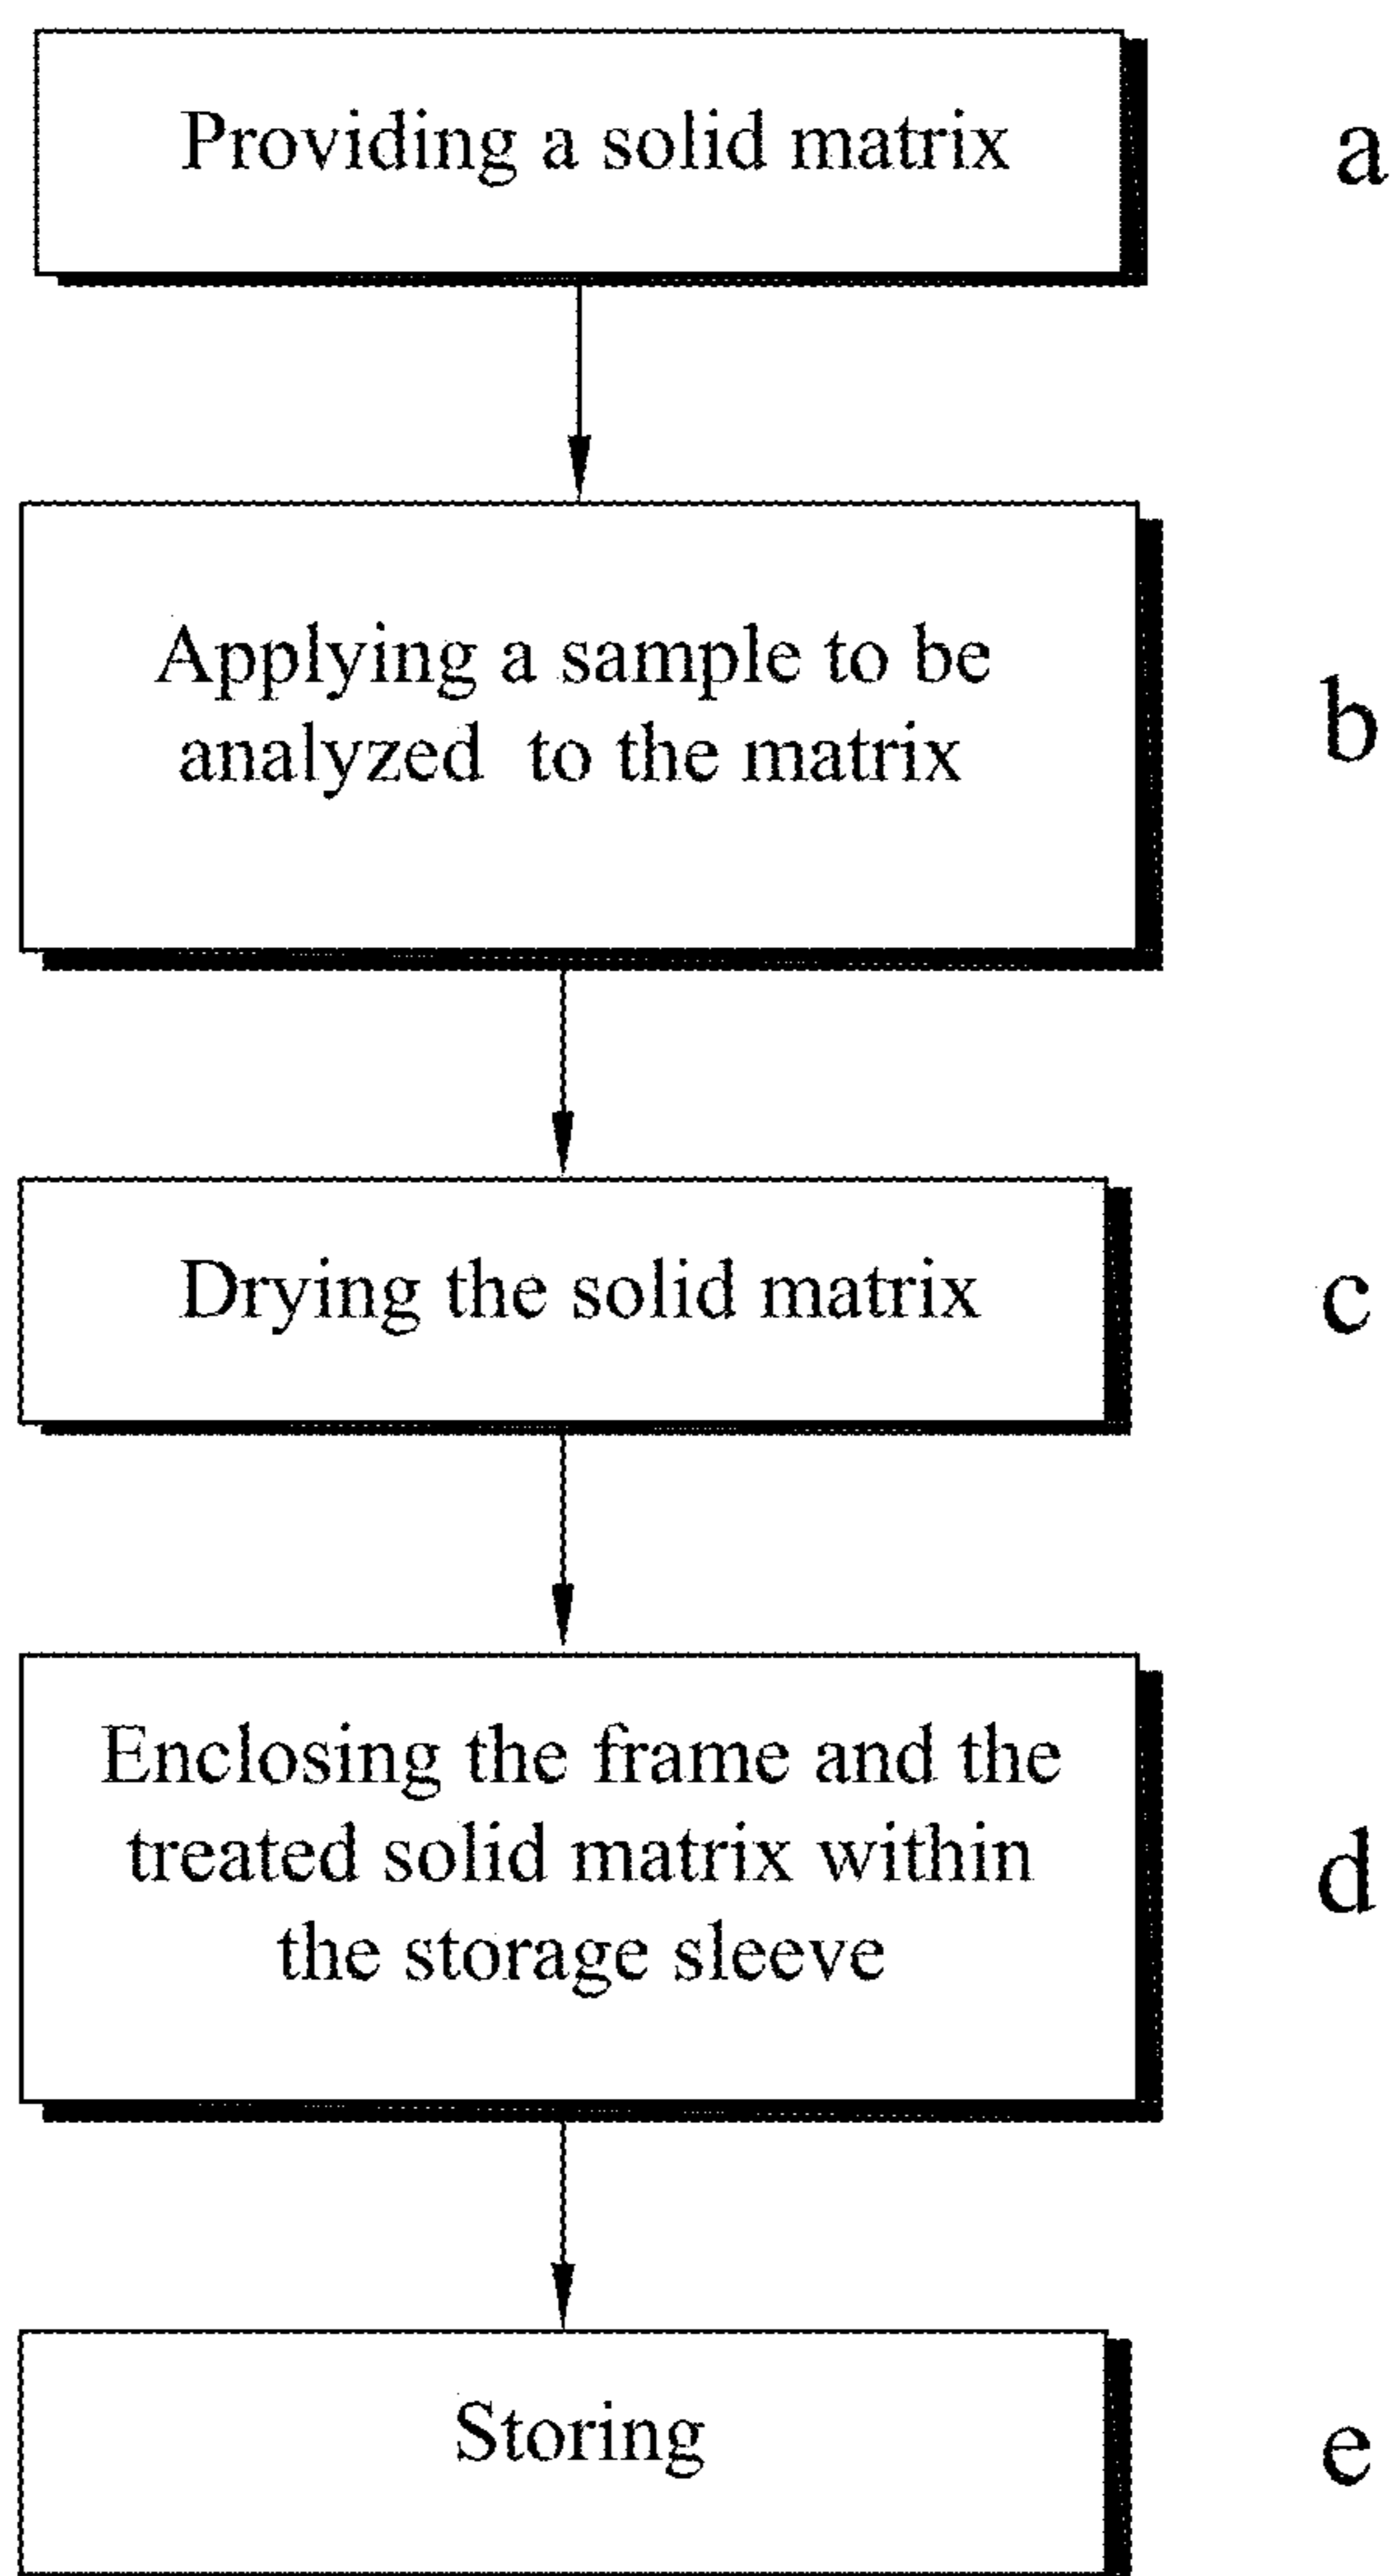 Providing a solid matrix
a
Applying a sample to be
analyzed to the matrix
b
Drying the solid matrix
c
Enclosing the frame and the
treated solid matrix within
the storage sleeve
d
Storing
e